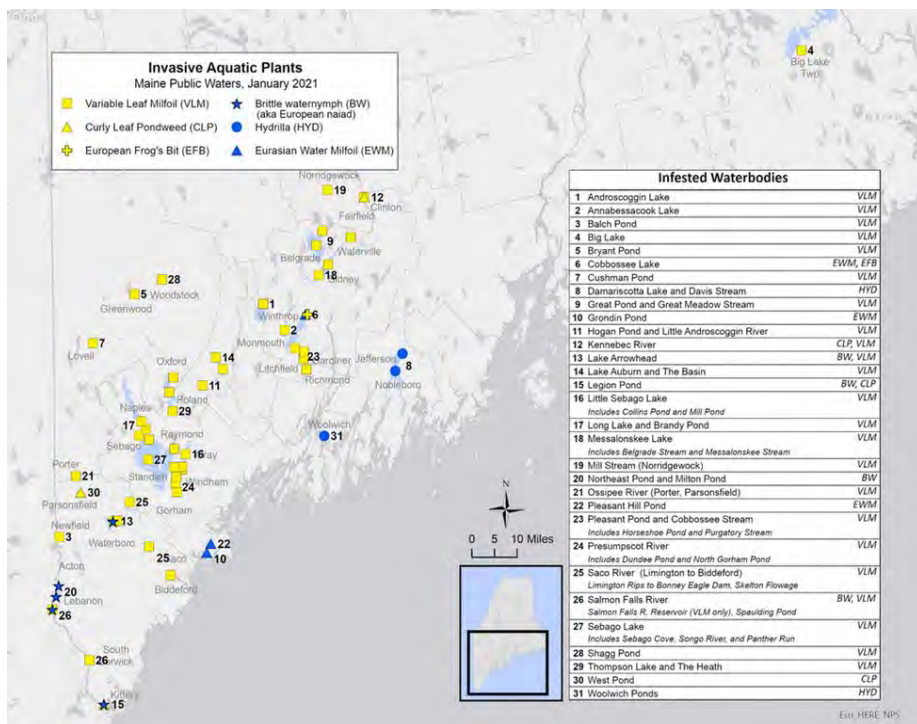 Invasive Aquatic Plants
Maine Public Waters, January 2021
Variable Leaf Milfoil (VLM)
Curly Leaf Pondweed (CLP)
European Frog's Bit (EFB)
Brittle waternymph (BW)
(aka European naiad)
Hydrilla (HYD)
Eurasian Water Milfoil (EWM)
4
Big Lake
Twp
Norridgewock
19
12
Clinton
Fairfield
9
Waterville
Belgrade
18 Sidney
28
Woodstock
5
Greenwood
1
Winthrop 6
2
Monmouth
7
Lovell
14
23
Gardiner
Litchfield
Richmond
Jefferson
8
Nobleboro
Oxford
11
Poland
29
Naples
17
Raymond
Sebago
Woolwich
31
16
27
Porter
21
Standish
Windham
24
30
Parsonsfield
25
Gorham
Newfield
13
3
Waterboro
22
10
25
Acton
Biddeford
20
Lebanon
26
South
26
15
0 5 10 Miles
N
Infested Waterbodies
1 Androscoggin Lake VLM
2 Annabessacook Lake VLM
3 Balch Pond VLM
4 Big Lake VLM
5 Bryant Pond VLM
6 Cobbossee Lake EWM, EFB
7 Cushman Pond VLM
8 Damariscotta Lake and Davis Stream HYD
9 Great Pond and Great Meadow Stream VLM
10 Grondin Pond EWM
11 Hogan Pond and Little Androscoggin River VLM
12 Kennebec River CLP, VLM
13 Lake Arrowhead BW, VLM
14 Lake Auburn and The Basin VLM
15 Legion Pond BW, CLP
16 Little Sebago Lake VLM
Includes Collins Pond and Mill Pond
17 Long Lake and Brandy Pond VLM
18 Messalonskee Lake VLM
Includes Belgrade Stream and Messalonskee Stream
19 Mill Stream (Norridgewock) VLM
20 Northeast Pond and Milton Pond BW
21 Ossipee River (Porter, Parsonsfield) VLM
22 Pleasant Hill Pond EWM
23 Pleasant Pond and Cobbossee Stream VLM
Includes Horseshoe Pond and Purgatory Stream
24 Presumpscot River VLM
Includes Dundee Pond and North Gorham Pond
25 Saco River (Limington to Biddeford) VLM
Limington Rips to Bonney Eagle Dam, Skelton Flowage
26 Salmon Falls River BW, VLM
Salmon Falls R. Reservoir (VLM only), Spaulding Pond
27 Sebago Lake VLM
Includes Sebago Cove, Songo River, and Panther Run
28 Shagg Pond VLM
29 Thompson Lake and The Heath VLM
30 West Pond CLP
31 Woolwich Ponds HYD
Esri, HERE, NPS